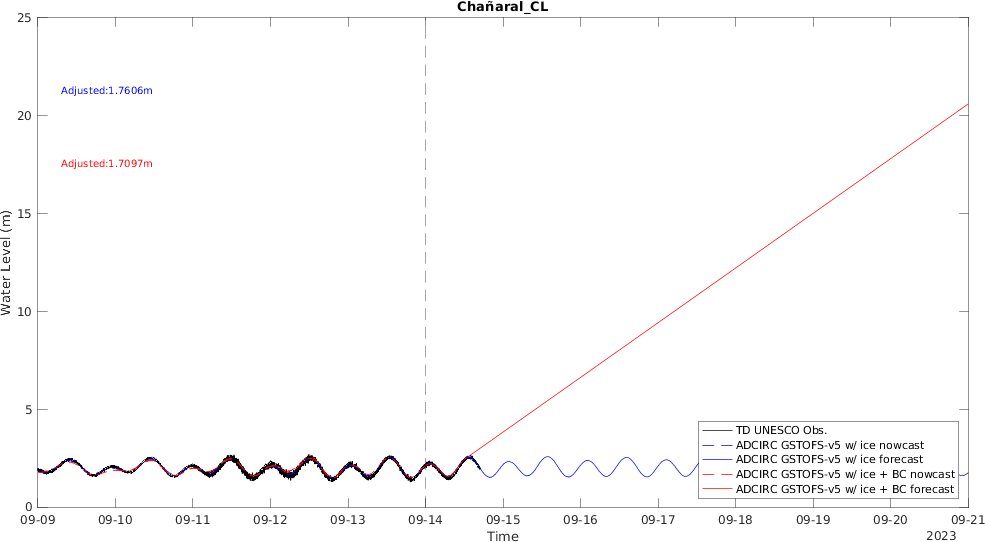 Chañaral_CL
25
20
15
10
5
0
Water Level (m)
Adjusted:1.7606m
Adjusted:1.7097m
TD UNESCO Obs.
ADCIRC GSTOFS-v5 w/ ice nowcast
ADCIRC GSTOFS-v5 w/ ice forecast
ADCIRC GSTOFS-v5 w/ ice + BC nowcast
ADCIRC GSTOFS-v5 w/ ice + BC forecast
09-09 09-10 09-11 09-12 09-13 09-14 09-15 09-16 09-17 09-18 09-19 09-20 09-21
Time
2023